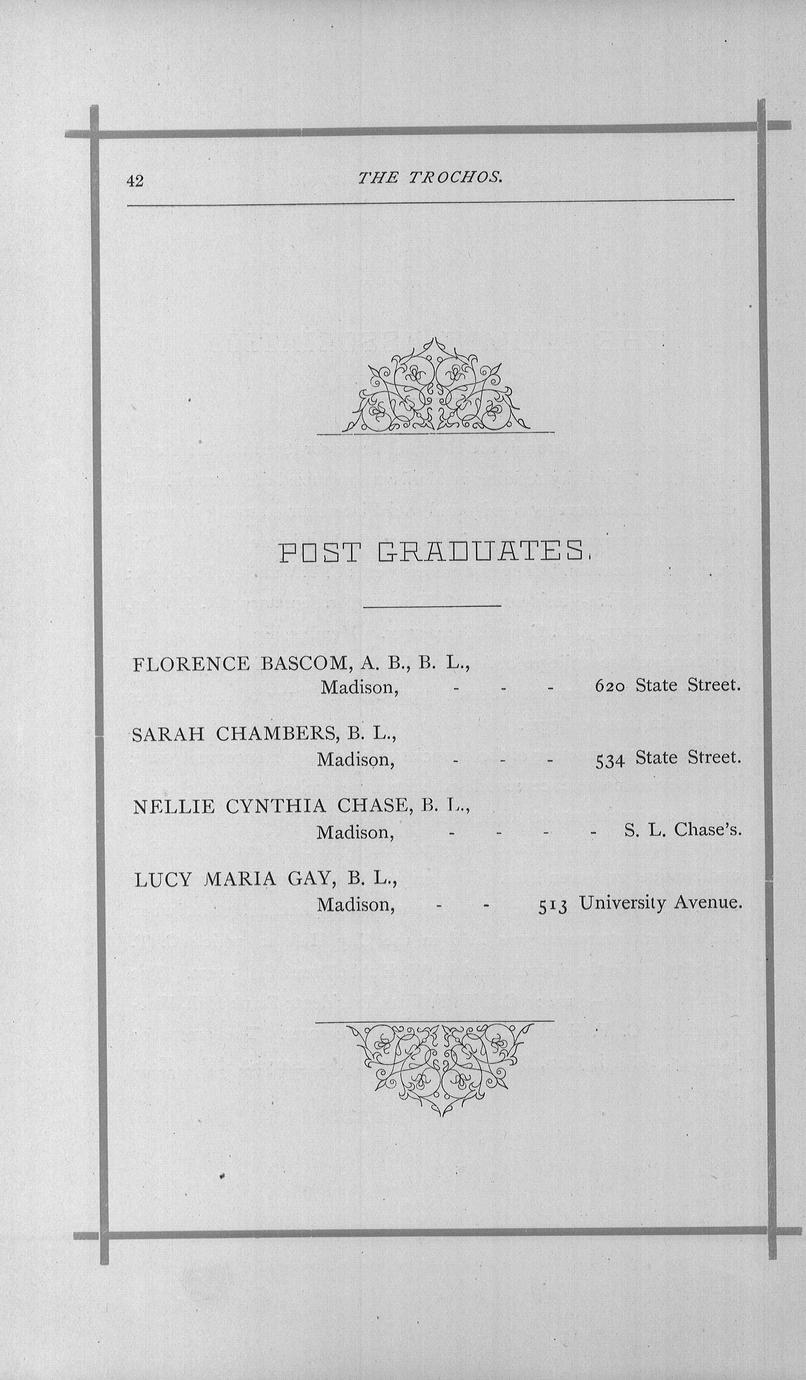 42 THE TROCHOS.
POST GRADUATES.
FLORENCE BASCOM, A. B., B. L.,
Madison, - - - 620 State Street.
SARAH CHAMBERS, B. L.,
Madison, - - - 534 State Street.
NELLIE CYNTHIA CHASE, B. L.,
Madison, - - - - S. L. Chase's.
LUCY MARIA GAY, B. L.,
Madison, - - 513 University Avenue.